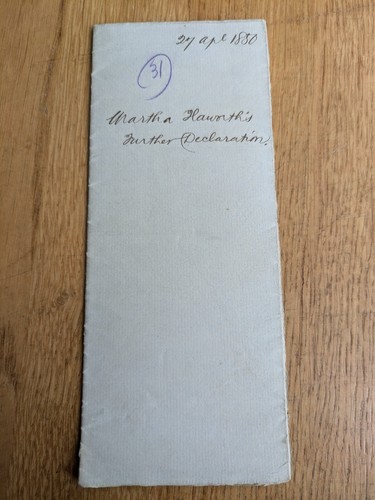 27 apl 1880
31
Martha Haworth's
Further Declaration.